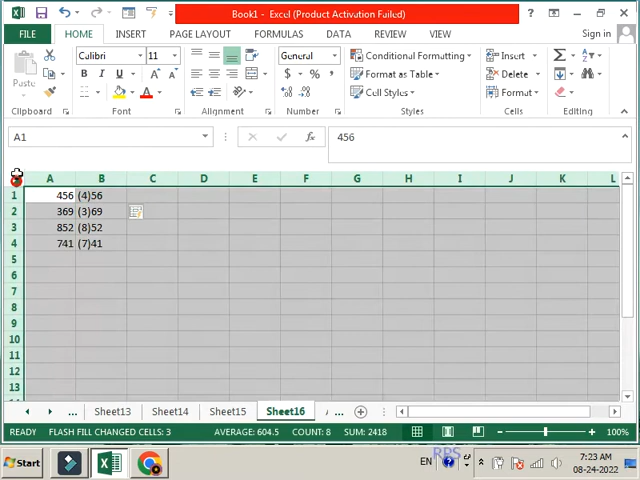 Book1 - Excel (Product Activation Failed)
FILE HOME INSERT PAGE LAYOUT FORMULAS DATA REVIEW VIEW Sign in
Paste
Calibri 11
B I U
A
General
$ % ,
Conditional Formatting
Format as Table
Cell Styles
Insert
Delete
Format
Clipboard Font Alignment Number Styles Cells Editing
A1 fx 456
A B C D E F G H I J K L
1 456 (4)56
2 369 (3)69
3 852 (8)52
4 741 (7)41
5
6
7
8
9
10
11
12
13
... Sheet13 Sheet14 Sheet15 Sheet16 ...
READY FLASH FILL CHANGED CELLS: 3 AVERAGE: 604.5 COUNT: 8 SUM: 2418 100%
RPS
Start EN 7:23 AM
08-24-2022